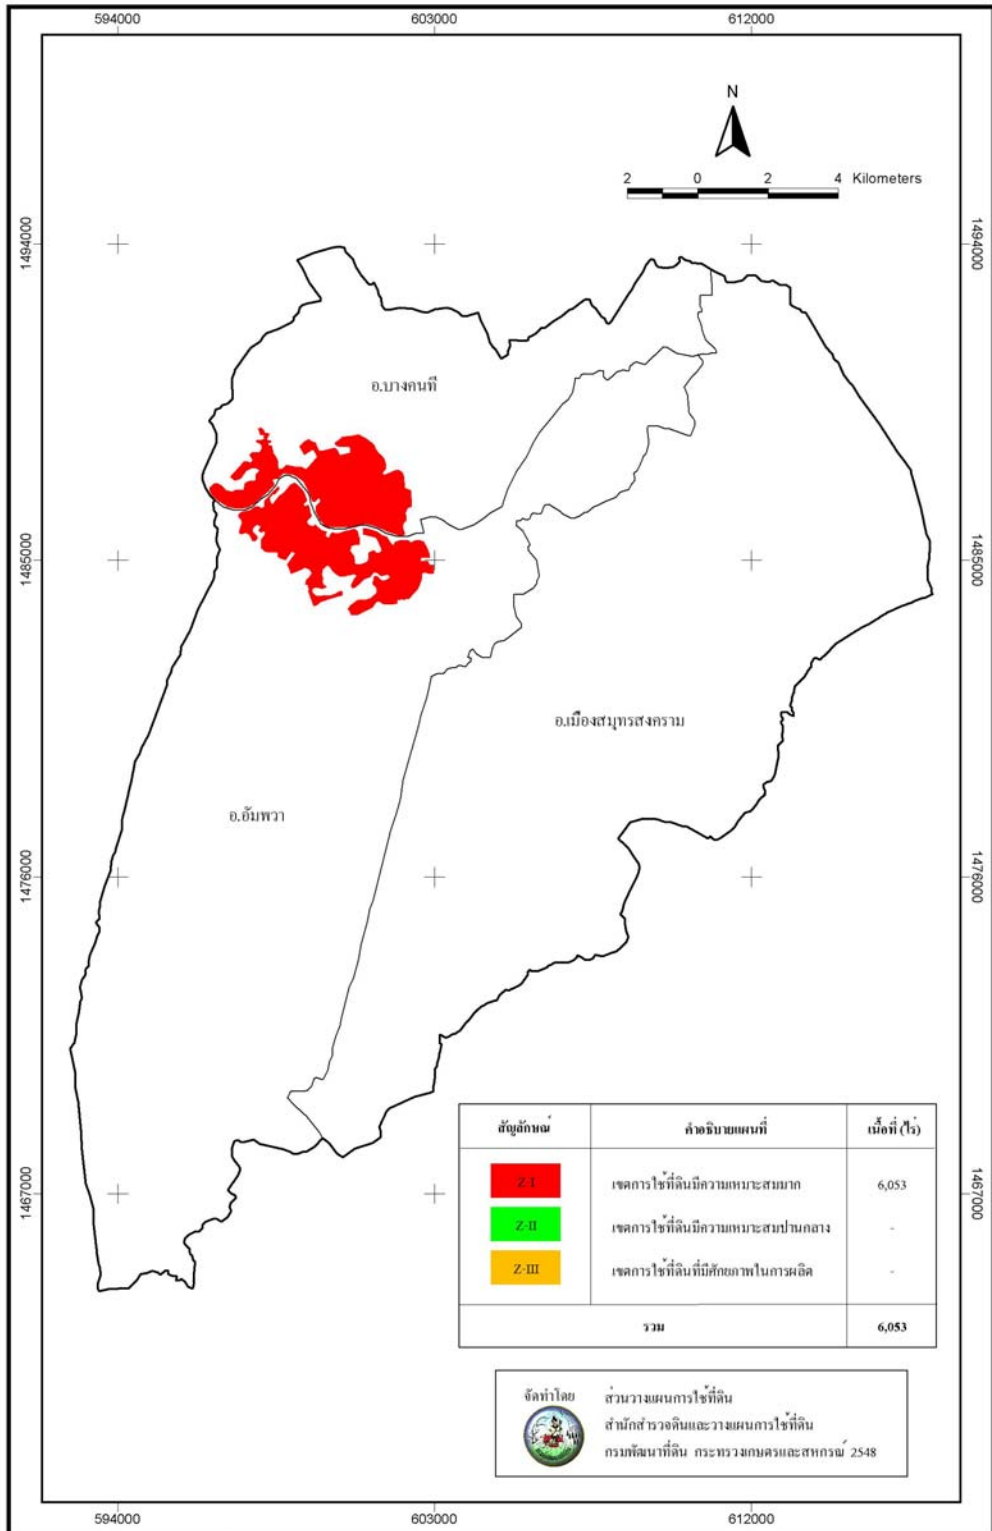 594000 603000 612000
N
2 0 2 4 Kilometers
1494000 1494000
อ.บางคนที
1485000 1485000
อ.เมืองสมุทรสงคราม
อ.อัมพวา
1476000 1476000
สัญลักษณ์ คำอธิบายแผนที่ เนื้อที่ (ไร่)
Z-I เขตการใช้ที่ดินมีความเหมาะสมมาก 6,053
1467000 1467000
Z-II เขตการใช้ที่ดินมีความเหมาะสมปานกลาง -
Z-III เขตการใช้ที่ดินที่มีศักยภาพในการผลิต -
รวม 6,053
จัดทำโดย ส่วนวางแผนการใช้ที่ดิน
สำนักสำรวจดินและวางแผนการใช้ที่ดิน
กรมพัฒนาที่ดิน กระทรวงเกษตรและสหกรณ์ 2548
594000 603000 612000